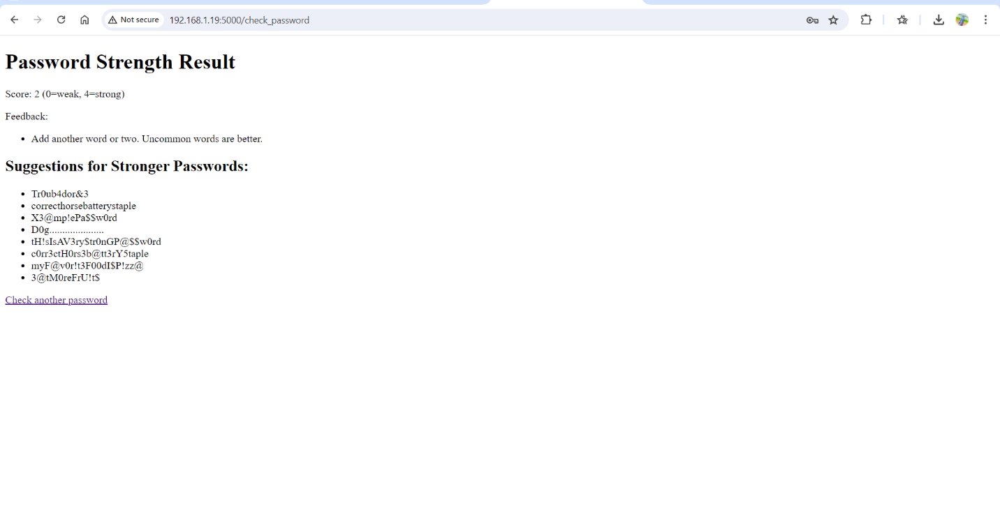 Not secure 192.168.1.19:5000/check_password
Password Strength Result
Score: 2 (0=weak, 4=strong)
Feedback:
• Add another word or two. Uncommon words are better.
Suggestions for Stronger Passwords:
• Tr0ub4dor&3
• correcthorsebatterystaple
• X3@mp!ePa$$w0rd
• D0g.....................
• tH!sIsAV3ry$tr0nGP@$$w0rd
• c0rr3ctH0rs3b@tt3rY5taple
• myF@v0r!t3F00dI$P!zz@
• 3@tM0reFrU!t$
Check another password